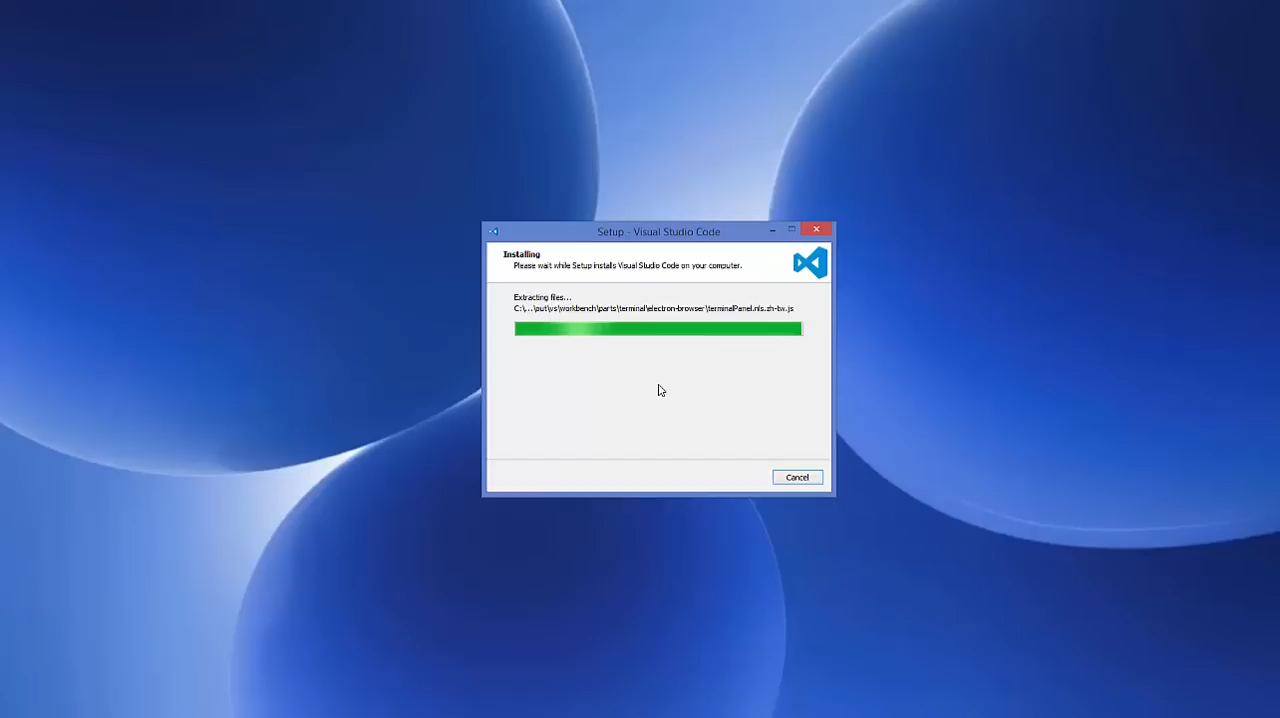 Setup - Visual Studio Code
Installing
Please wait while Setup installs Visual Studio Code on your computer.
Extracting files...
C:\...\out\vs\workbench\parts\terminal\electron-browser\terminalPanel.nls.zh-tw.js
Cancel